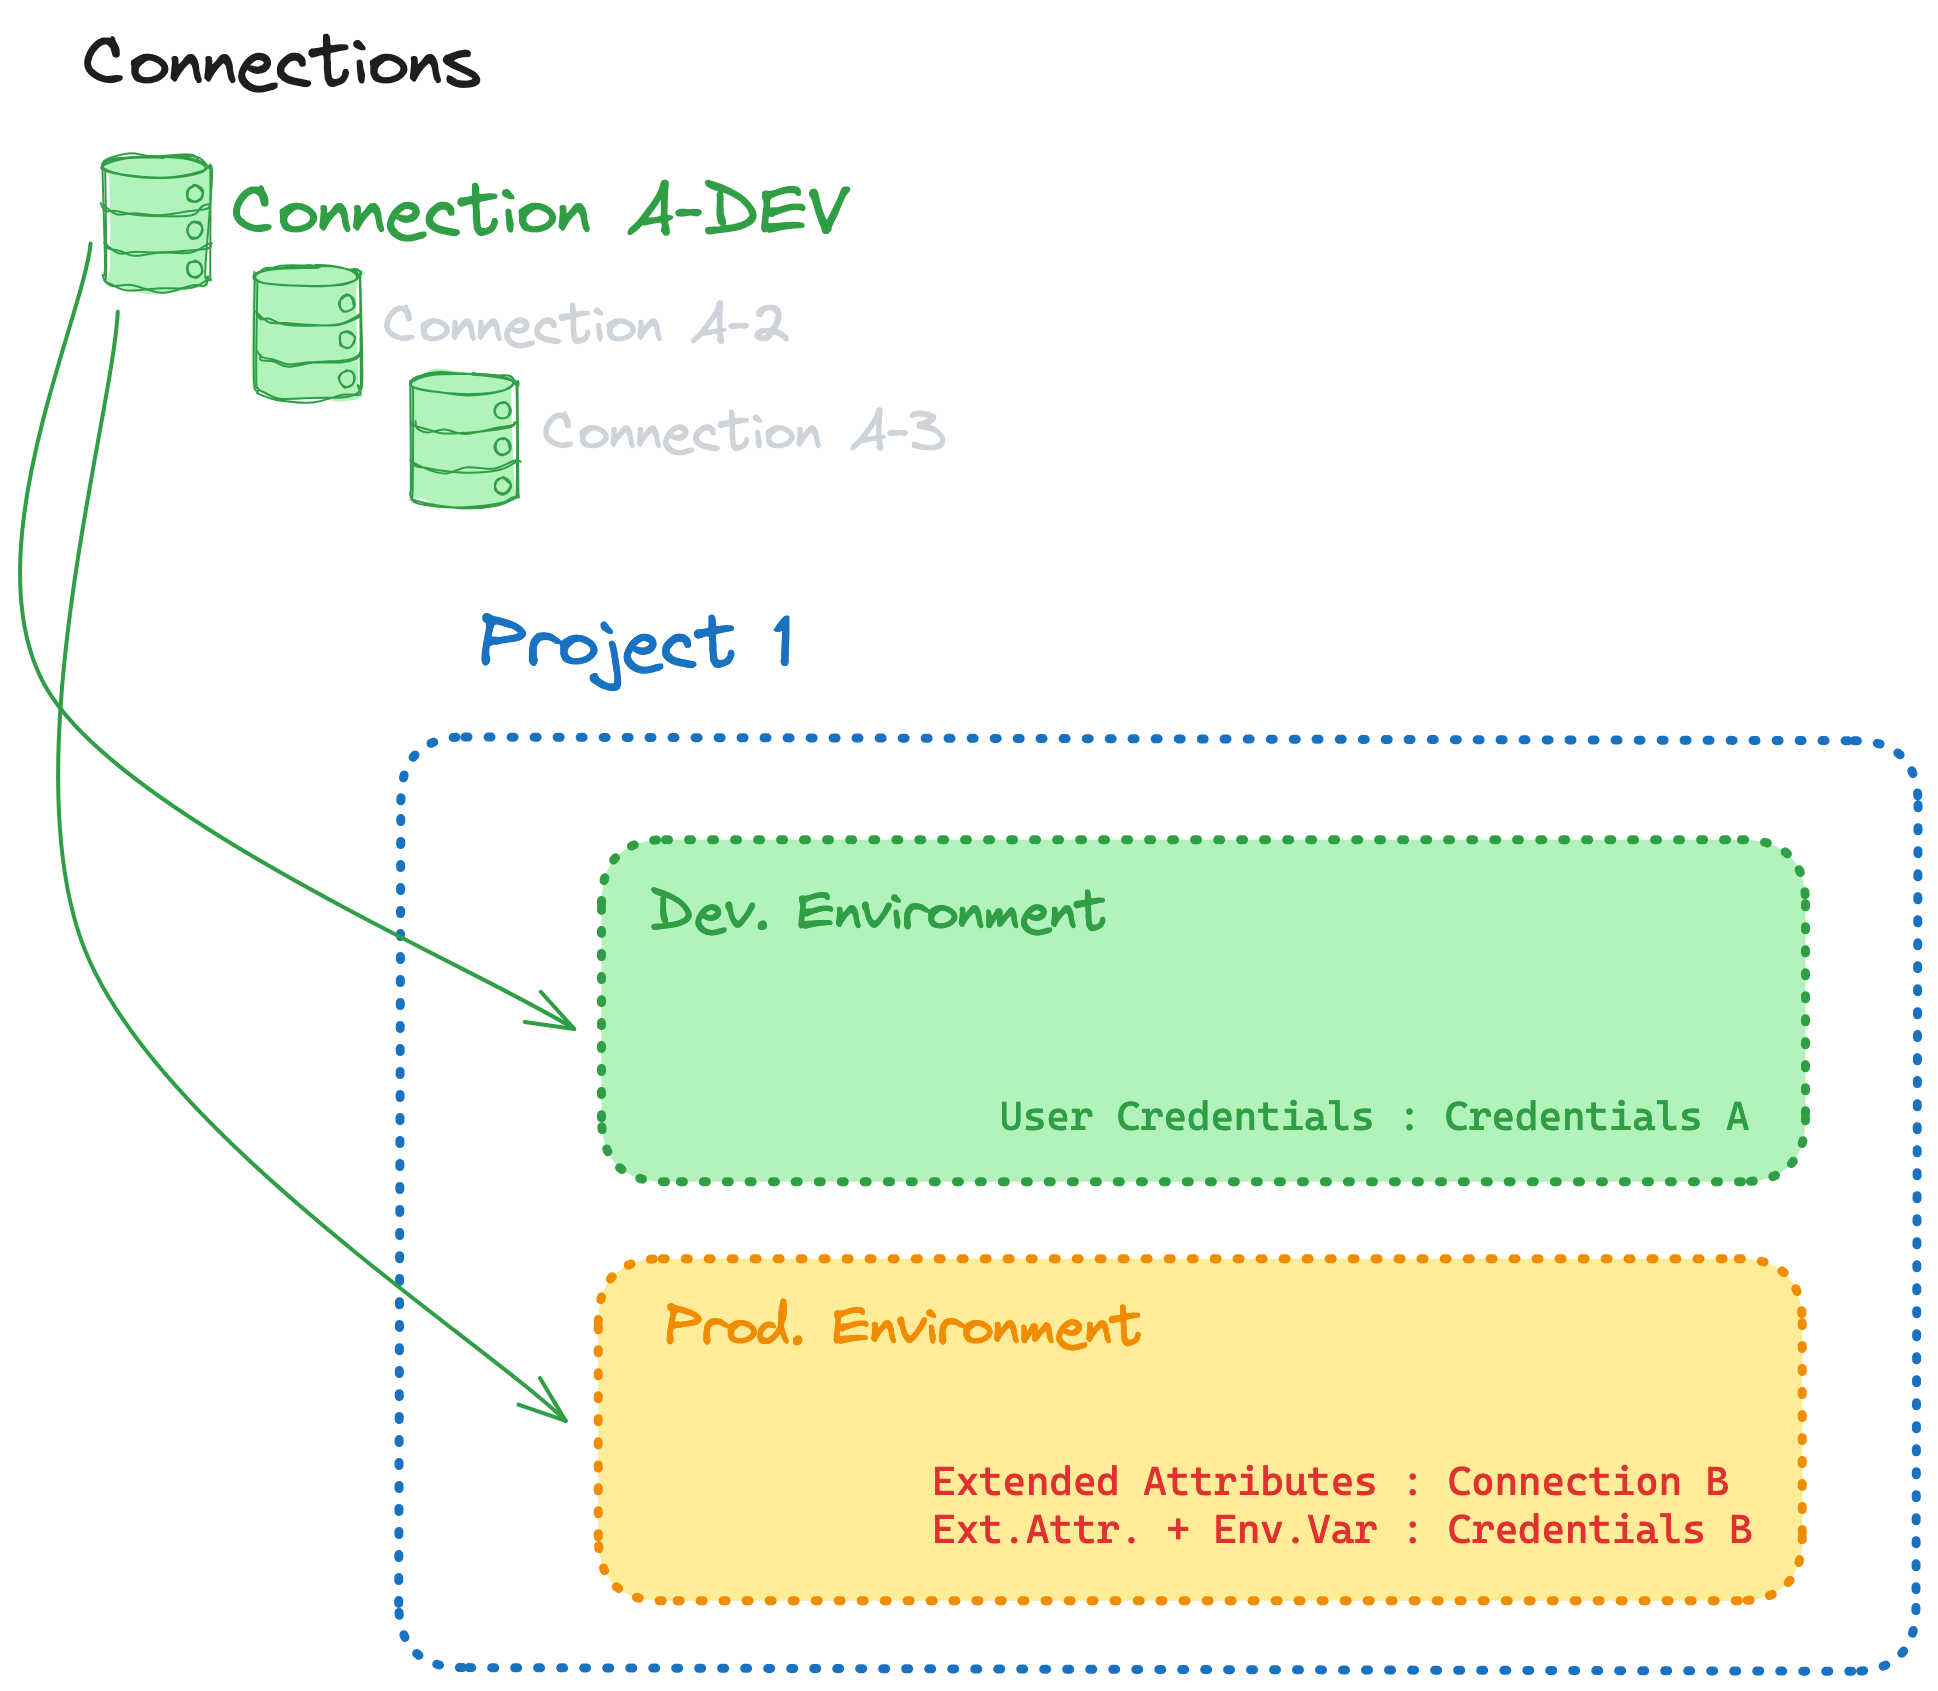 Connections
Connection A-DEV
Connection A-2
Connection A-3
Project 1
Dev. Environment
User Credentials : Credentials A
Prod. Environment
Extended Attributes : Connection B
Ext.Attr. + Env.Var : Credentials B